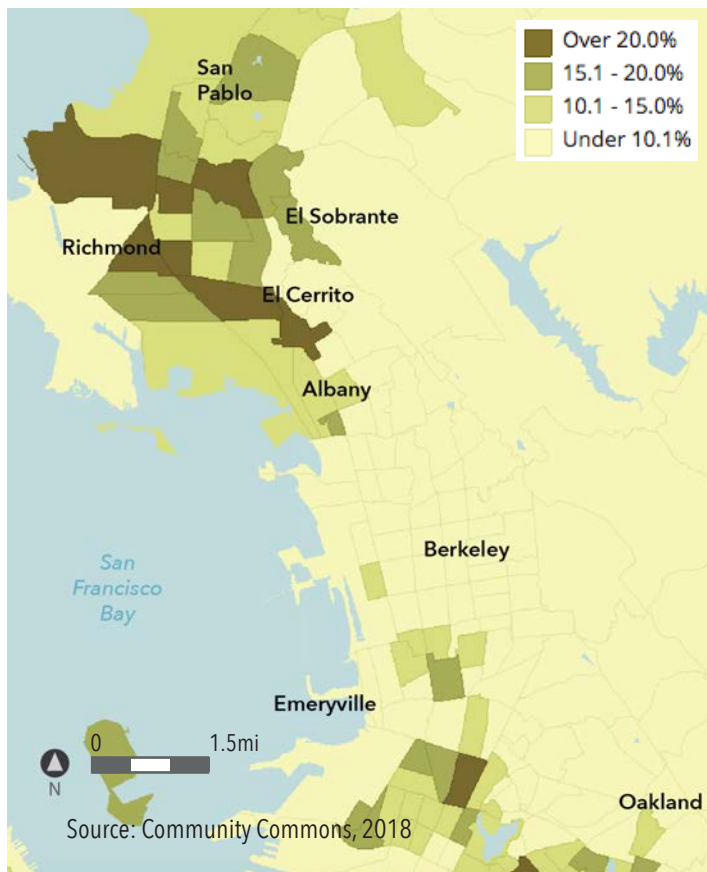 Over 20.0%
15.1 - 20.0%
10.1 - 15.0%
Under 10.1%
San
Pablo
El Sobrante
Richmond
El Cerrito
Albany
Berkeley
San
Francisco
Bay
Emeryville
0 1.5mi
N
Oakland
Source: Community Commons, 2018